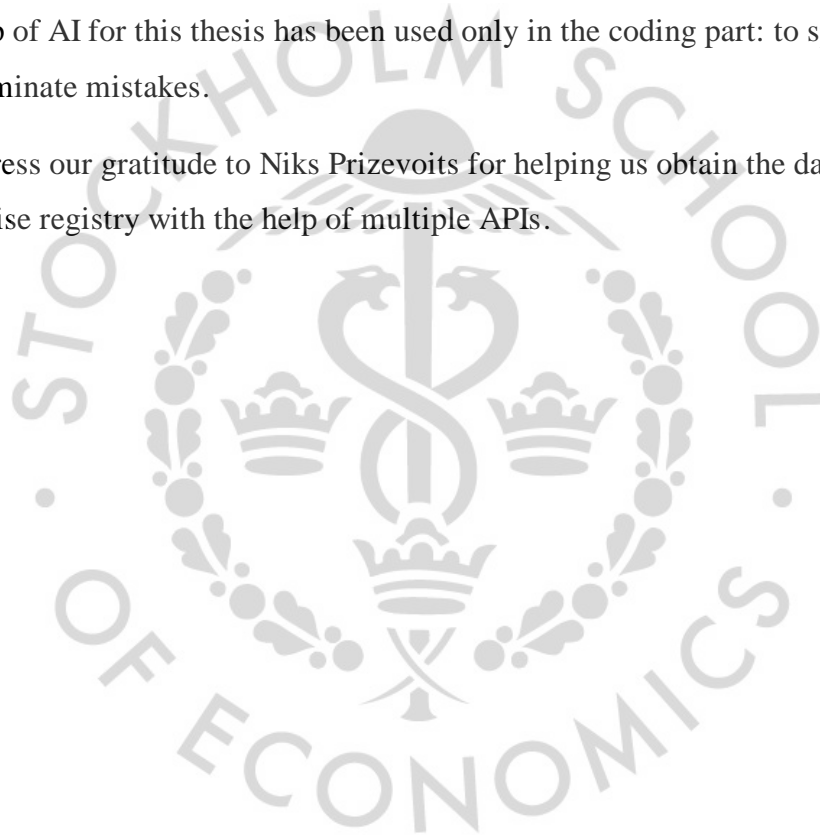 of AI for this thesis has been used only in the coding part: to
minate mistakes.
ress our gratitude to Niks Prizevoits for helping us obtain the
ise registry with the help of multiple APIs.
STOCKHOLM SCHOOL
OF ECONOMICS